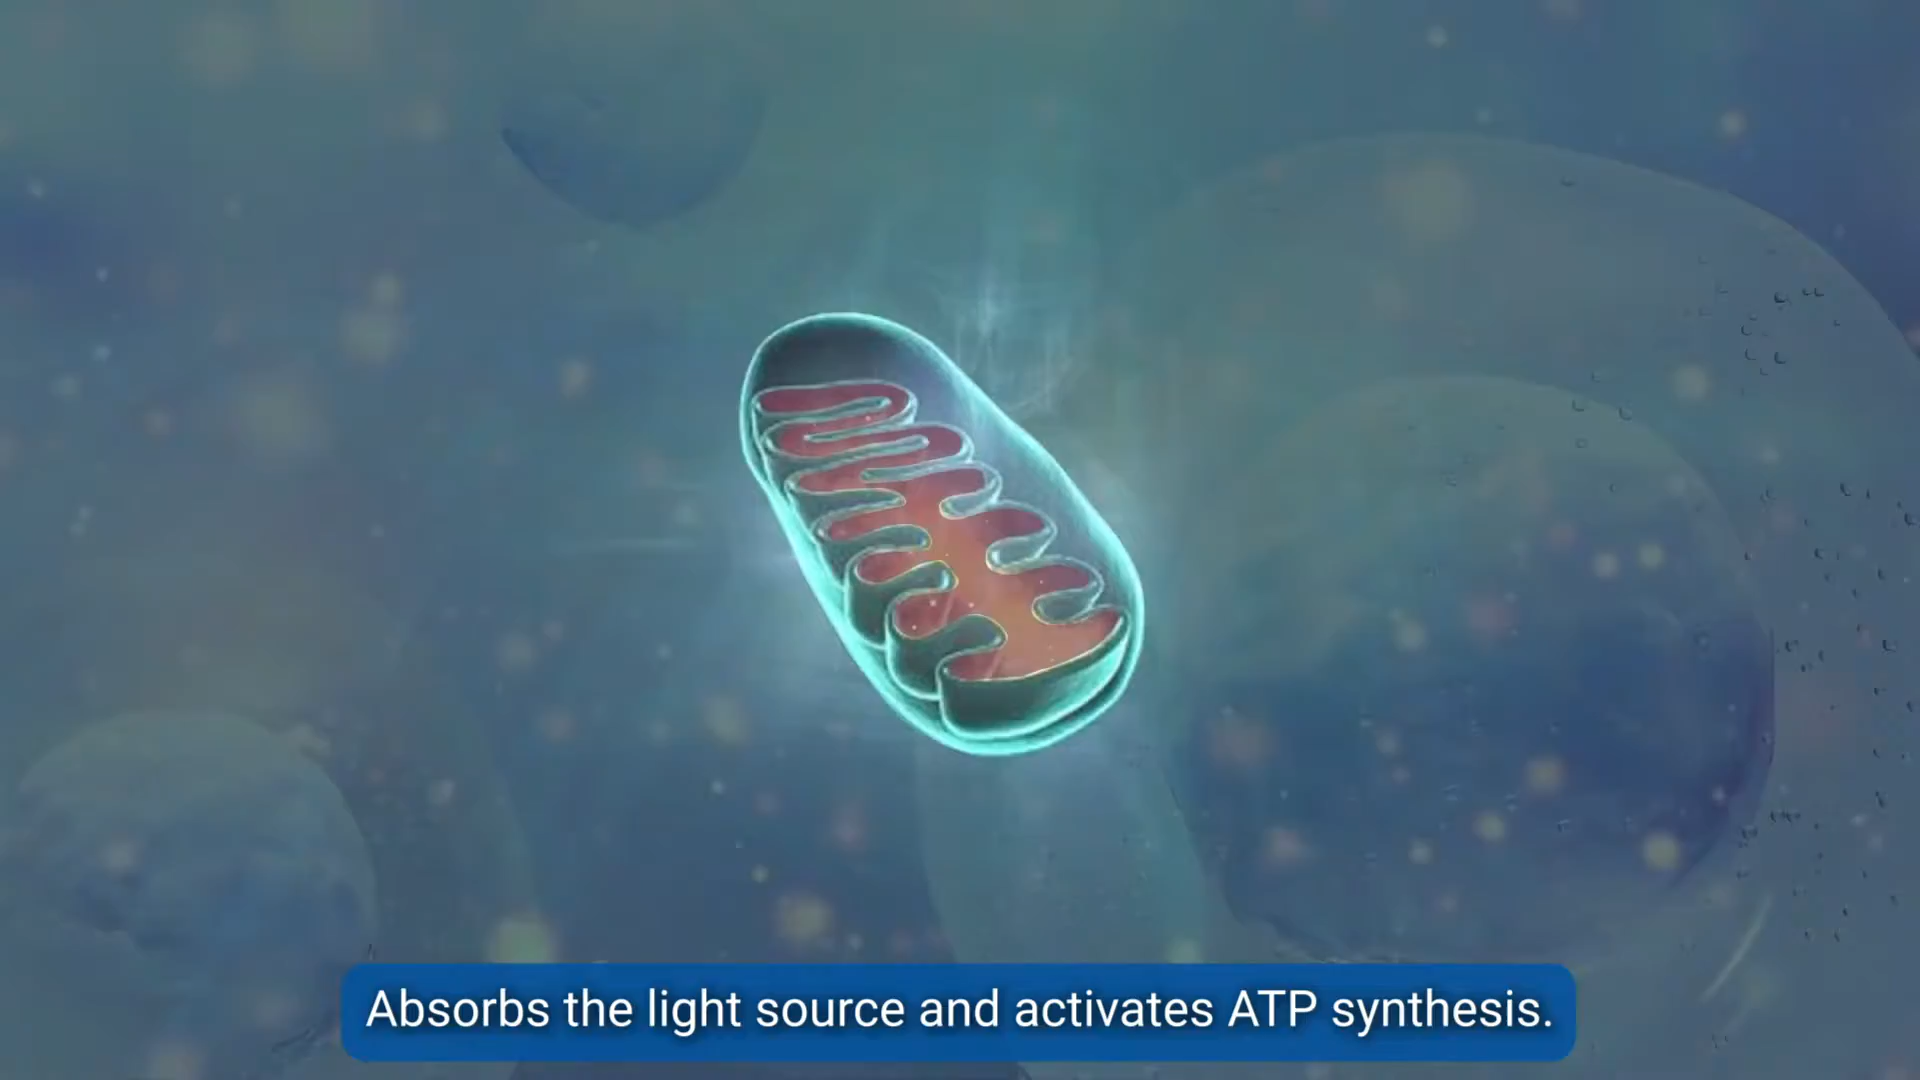 Absorbs the light source and activates ATP synthesis.